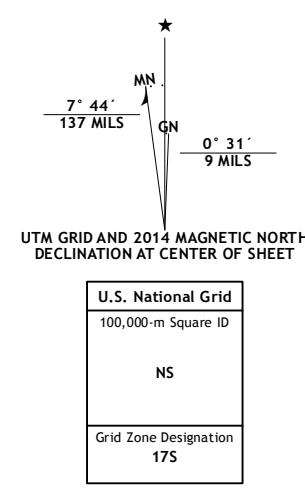 ★
MN
GN
7° 44´
137 MILS
0° 31´
9 MILS
UTM GRID AND 2014 MAGNETIC NORTH
DECLINATION AT CENTER OF SHEET
U.S. National Grid
100,000-m Square ID
NS
Grid Zone Designation
17S